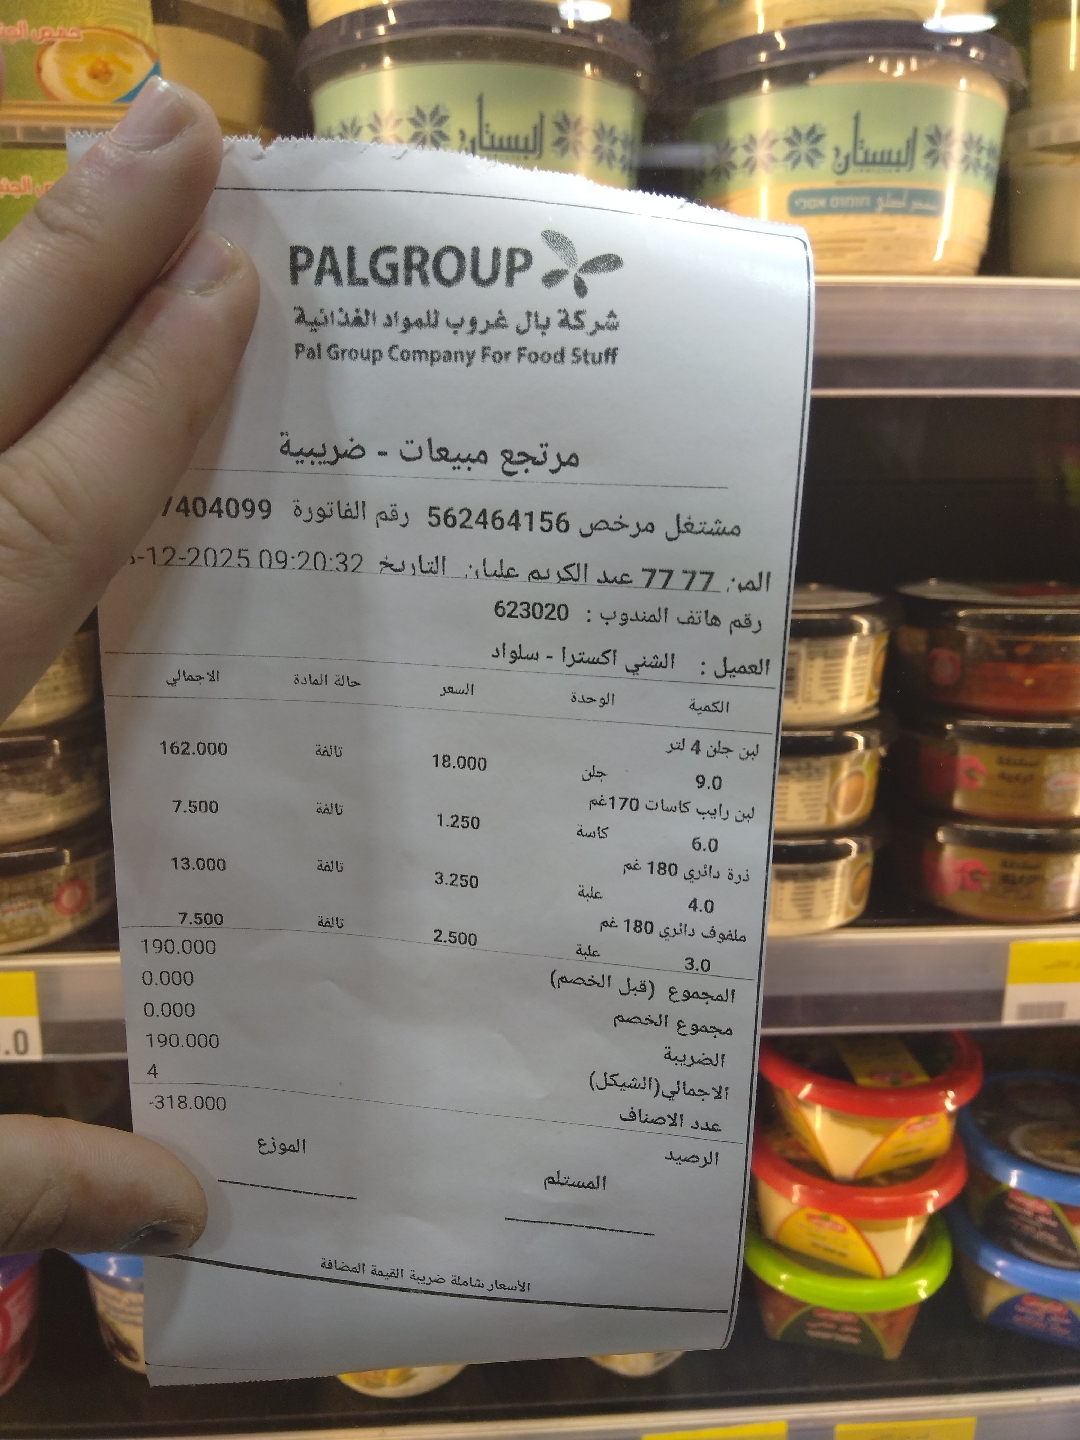 البستان
البستان
חומוס אסלי
PALGROUP
شركة بال غروب للمواد الغذائية
Pal Group Company For Food Stuff
مرتجع مبيعات - ضريبية
مشتغل مرخص 562464156 رقم الفاتورة 7404099
77 77 عبد الكريم عليان التاريخ 12-2025 09:20:32
رقم هاتف المندوب : 623020
العميل : الشني اكسترا - سلواد
الكمية الوحدة السعر حالة المادة الاجمالي
لبن جلن 4 لتر
9.0 جلن 18.000 تالفة 162.000
لبن رايب كاسات 170غم
6.0 كاسة 1.250 تالفة 7.500
ذرة دائري 180 غم
4.0 علبة 3.250 تالفة 13.000
ملفوف دائري 180 غم
3.0 علبة 2.500 تالفة 7.500
المجموع (قبل الخصم) 190.000
مجموع الخصم 0.000
الضريبة 0.000
الاجمالي(الشيكل) 190.000
عدد الاصناف 4
الرصيد -318.000
المستلم الموزع
الأسعار شاملة ضريبة القيمة المضافة